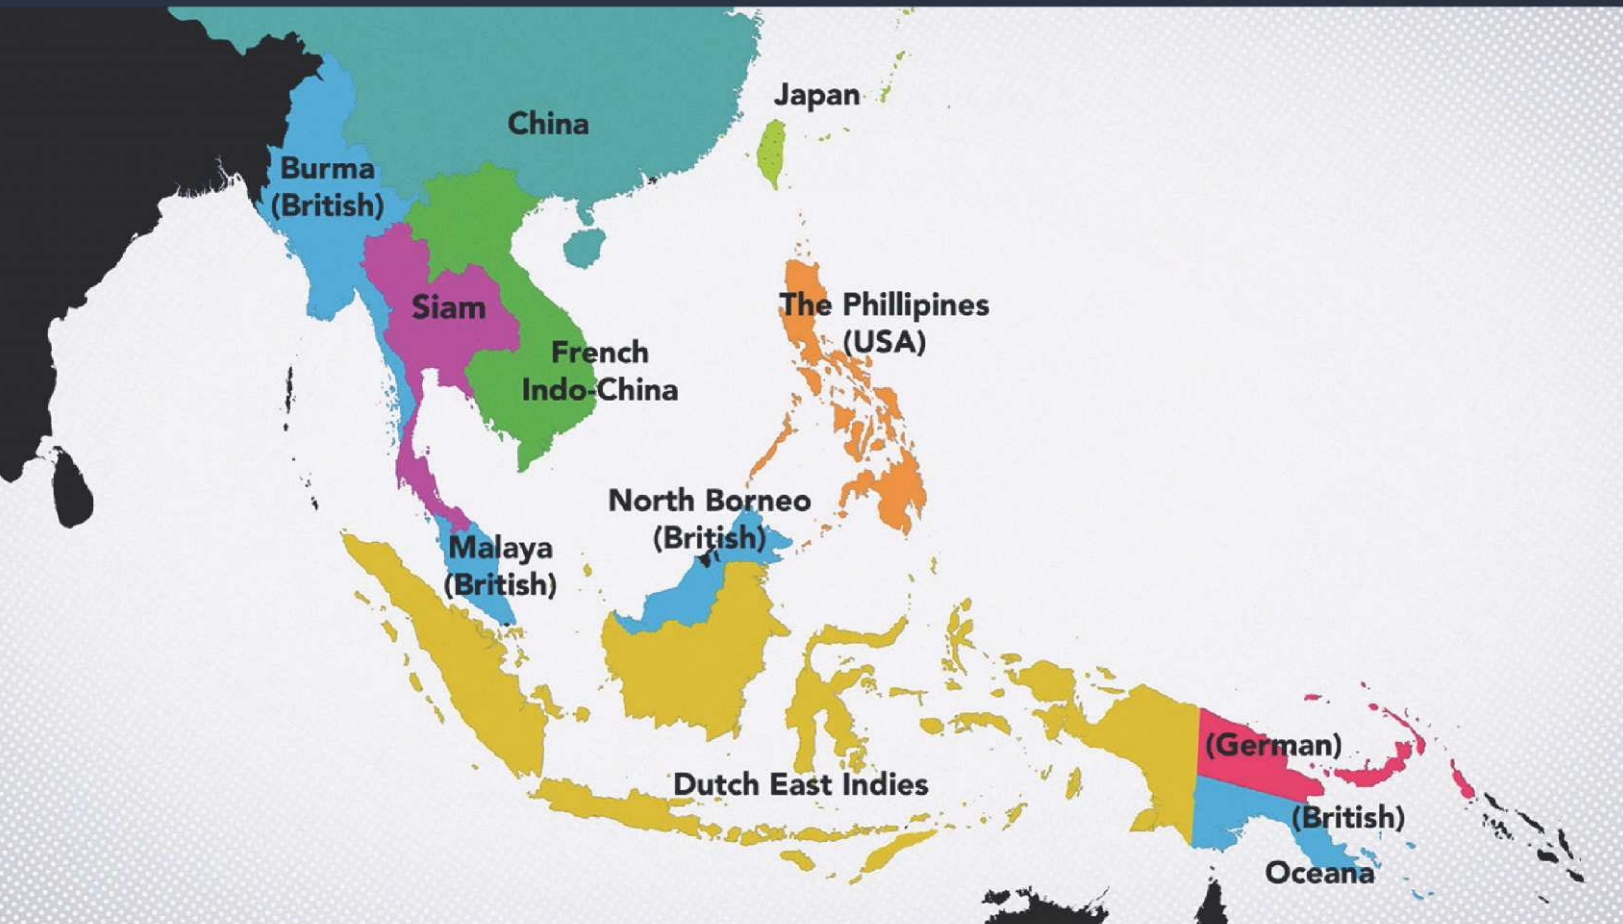 Japan
China
Burma
(British)
Siam
The Phillipines
(USA)
French
Indo-China
North Borneo
(British)
Malaya
(British)
(German)
Dutch East Indies
(British)
Oceana